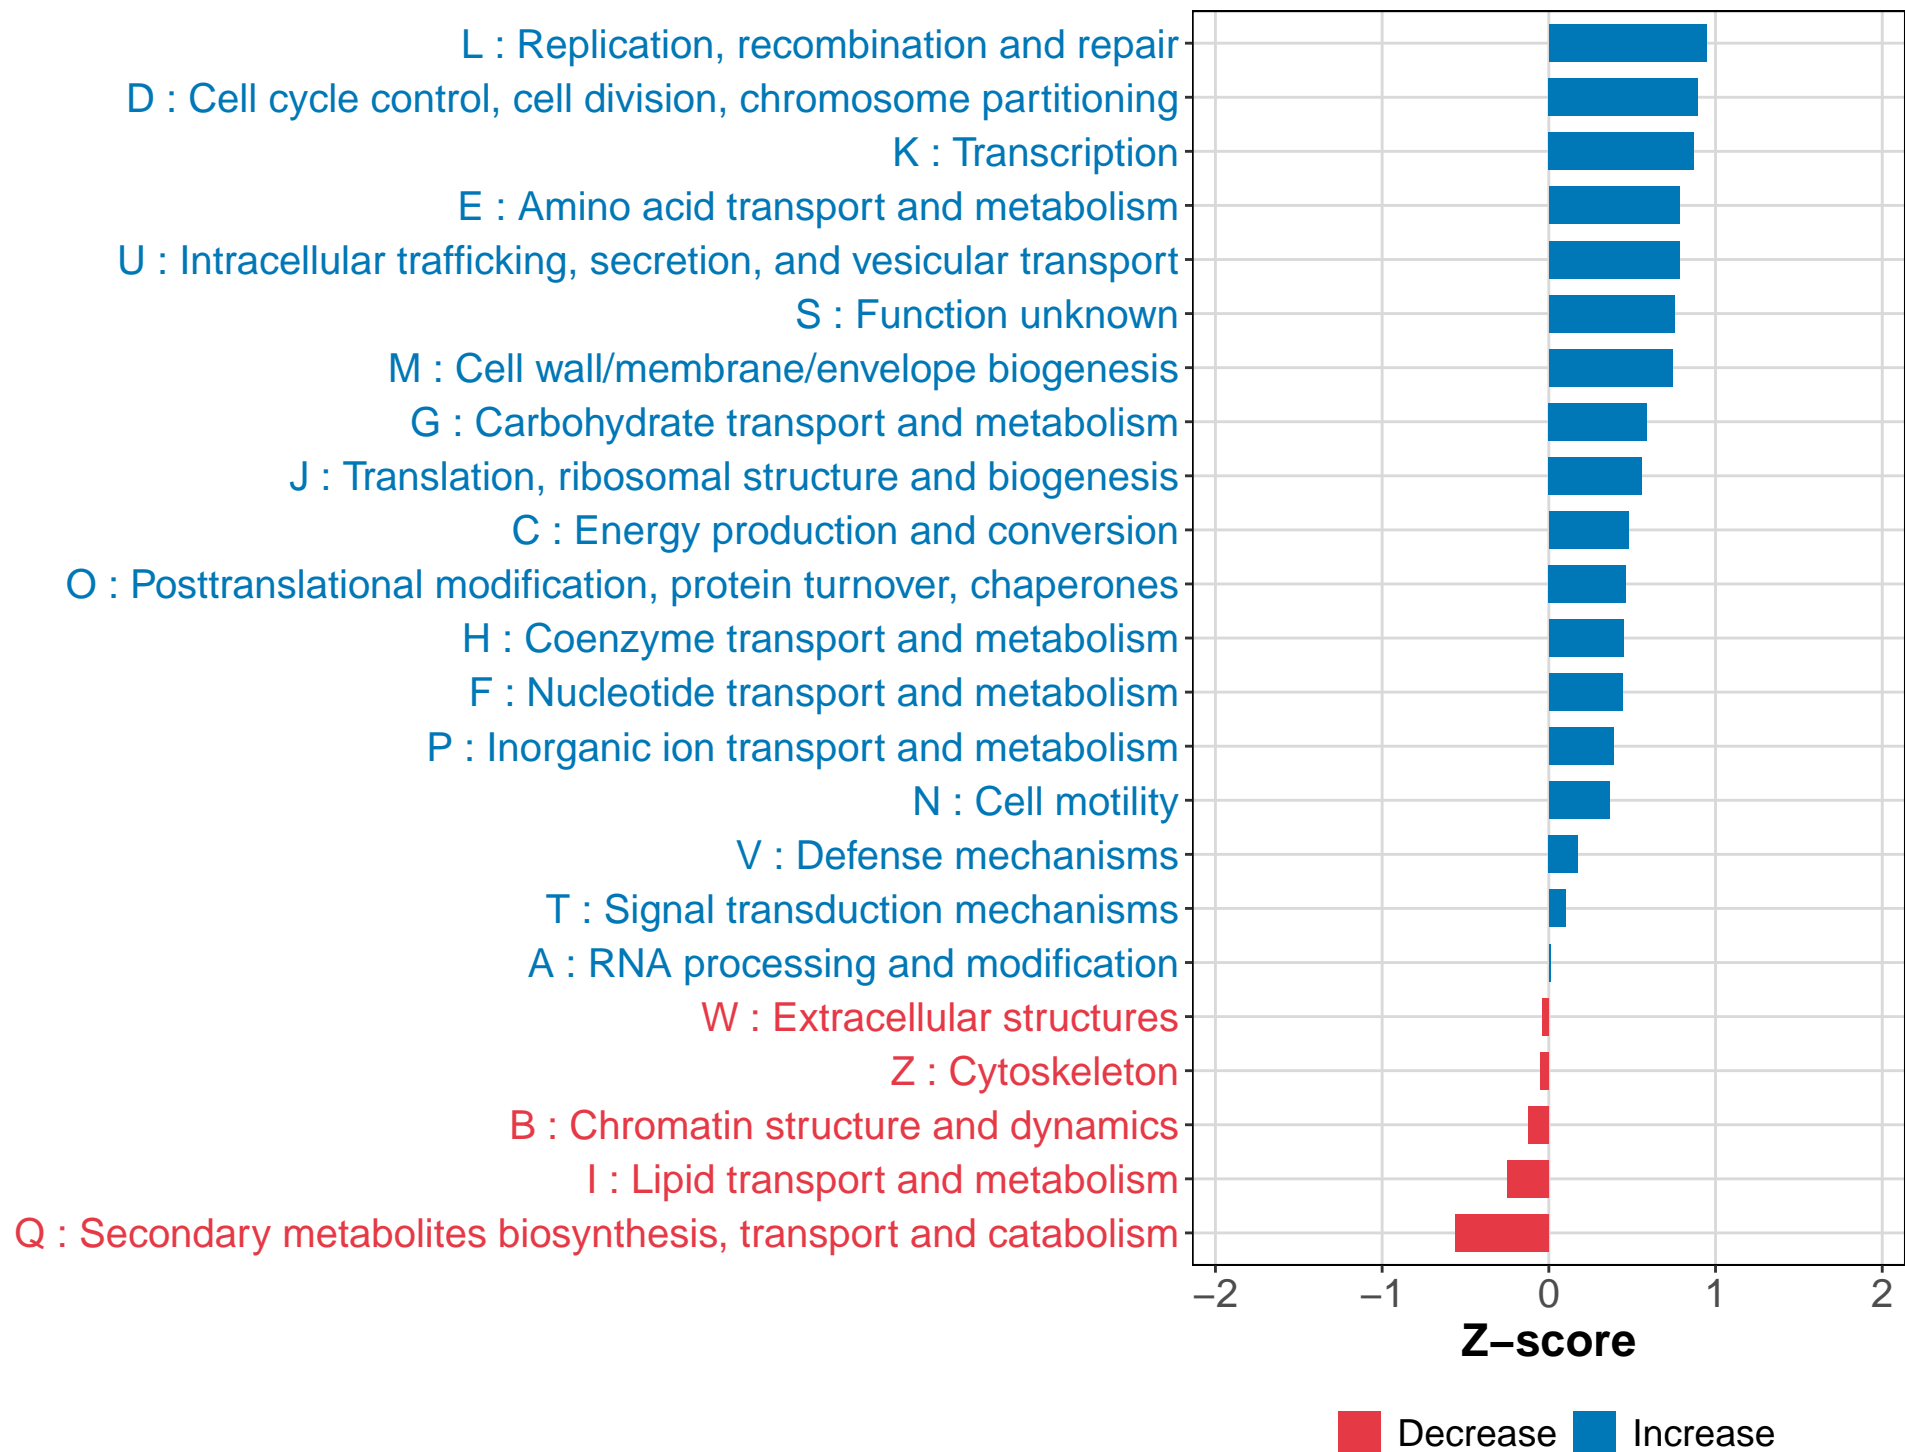 L : Replication, recombination and repair
D : Cell cycle control, cell division, chromosome partitioning
K : Transcription
E : Amino acid transport and metabolism
U : Intracellular trafficking, secretion, and vesicular transport
S : Function unknown
M : Cell wall/membrane/envelope biogenesis
G : Carbohydrate transport and metabolism
J : Translation, ribosomal structure and biogenesis
C : Energy production and conversion
O : Posttranslational modification, protein turnover, chaperones
H : Coenzyme transport and metabolism
F : Nucleotide transport and metabolism
P : Inorganic ion transport and metabolism
N : Cell motility
V : Defense mechanisms
T : Signal transduction mechanisms
A : RNA processing and modification
W : Extracellular structures
Z : Cytoskeleton
B : Chromatin structure and dynamics
I : Lipid transport and metabolism
Q : Secondary metabolites biosynthesis, transport and catabolism
−2 −1 0 1 2
Z−score
Decrease Increase